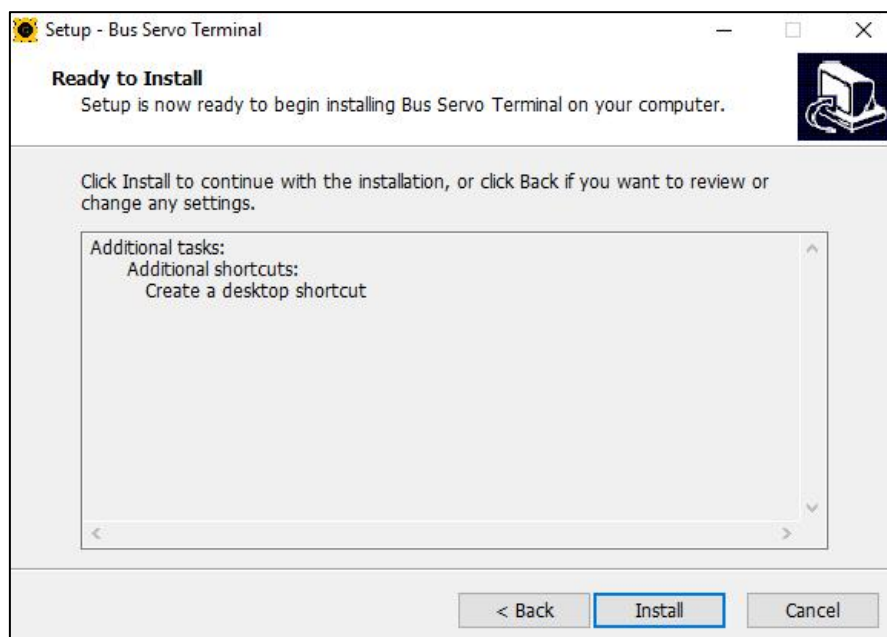 Setup - Bus Servo Terminal
Ready to Install
Setup is now ready to begin installing Bus Servo Terminal on your computer.
Click Install to continue with the installation, or click Back if you want to review or
change any settings.
Additional tasks:
Additional shortcuts:
Create a desktop shortcut
< Back
Install
Cancel